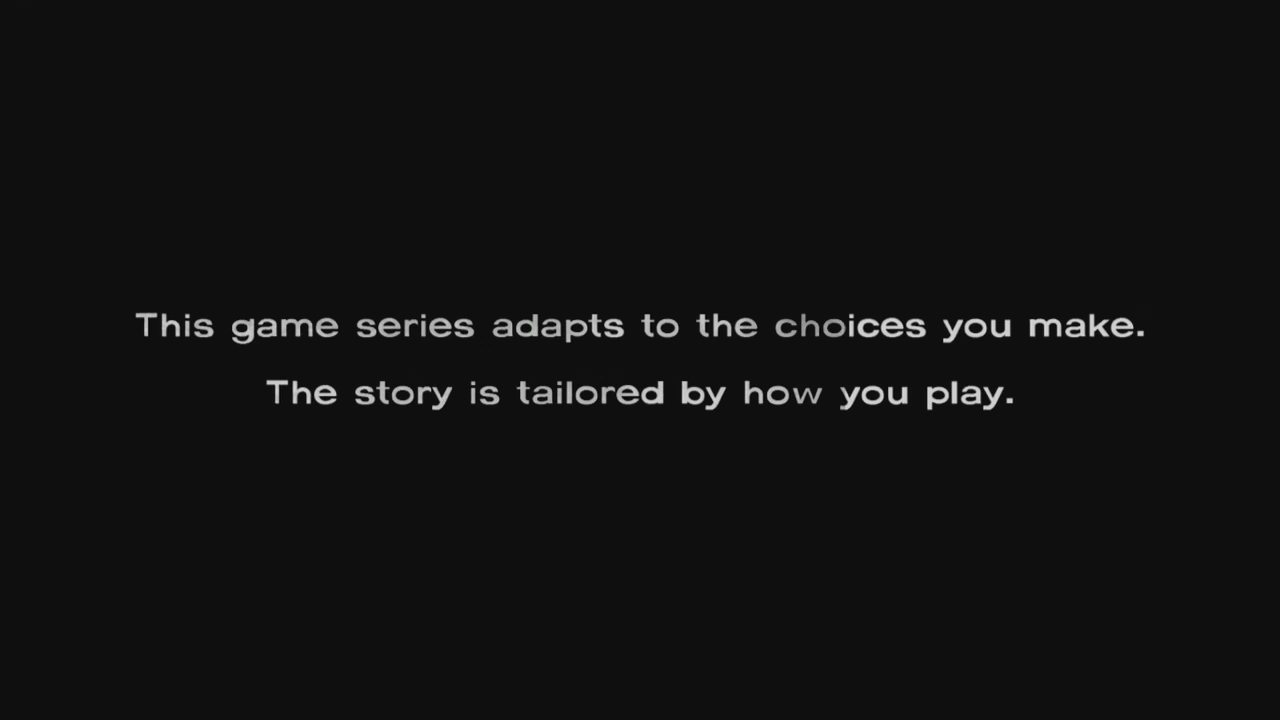 This game series adapts to the choices you make.
The story is tailored by how you play.